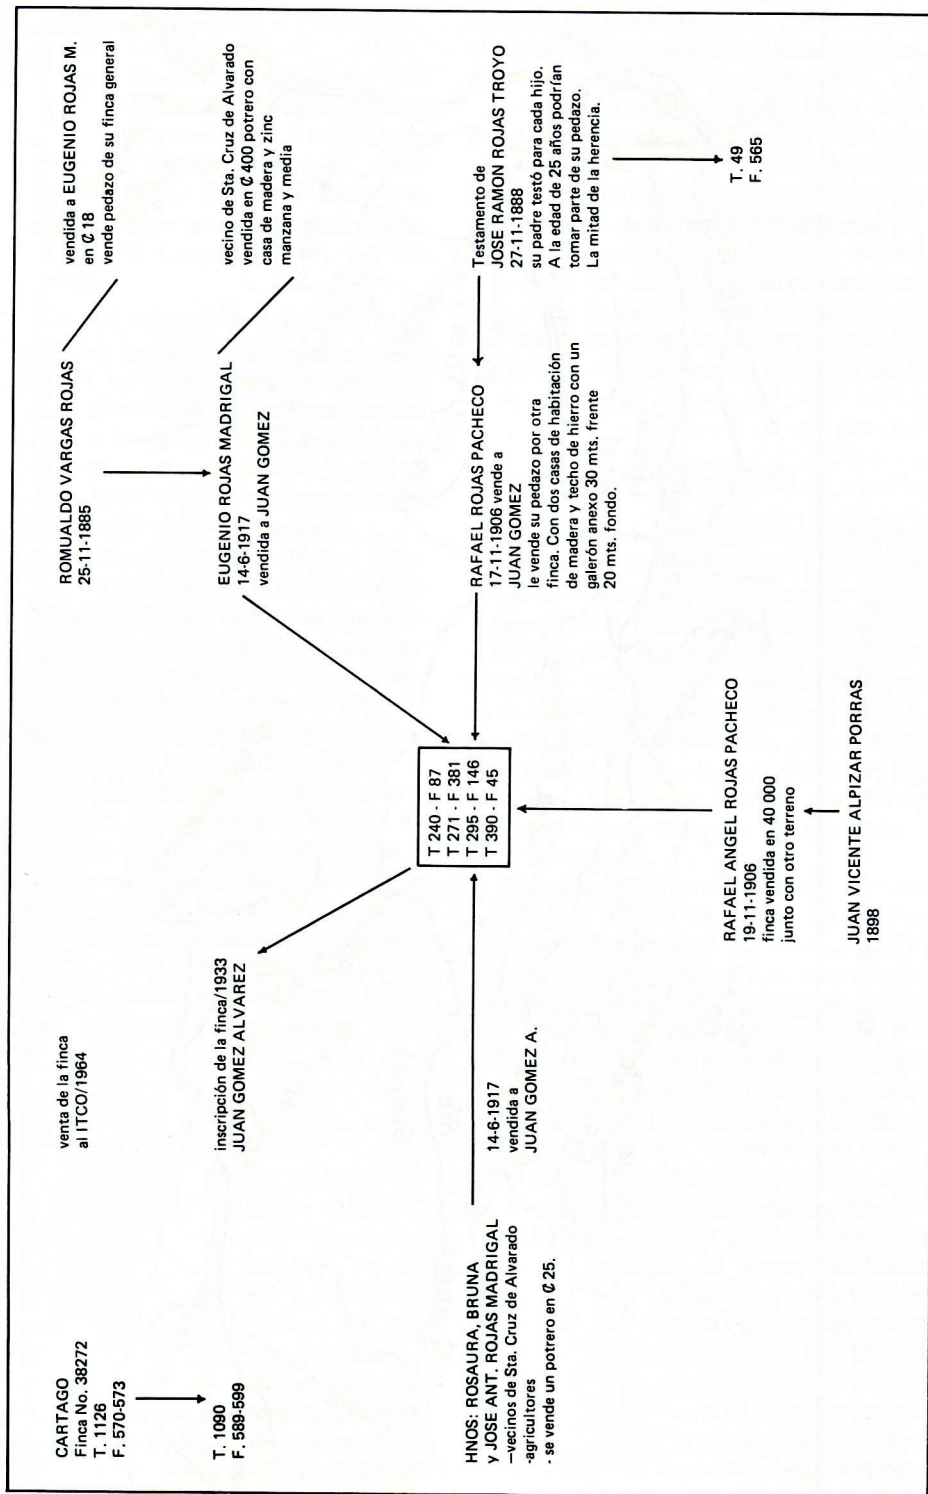 CARTAGO
Finca No. 38272
T. 1126
F. 570-573
venta de la finca
al ITCO/1964
ROMUALDO VARGAS ROJAS
25-11-1885
vendida a EUGENIO ROJAS M.
en ₡ 18
vende pedazo de su finca general
T. 1090
F. 589-599
inscripción de la finca/1933
JUAN GOMEZ ALVAREZ
EUGENIO ROJAS MADRIGAL
14-6-1917
vendida a JUAN GOMEZ
vecino de Sta. Cruz de Alvarado
vendida en ₡ 400 potrero con
casa de madera y zinc
manzana y media
T 240 - F 87
T 271 - F 381
T 295 - F 146
T 390 - F 45
HNOS: ROSAURA, BRUNA
y JOSE ANT. ROJAS MADRIGAL
—vecinos de Sta. Cruz de Alvarado
-agricultores
- se vende un potrero en ₡ 25.
14-6-1917
vendida a
JUAN GOMEZ A.
RAFAEL ROJAS PACHECO
17-11-1906 vende a
JUAN GOMEZ
le vende su pedazo por otra
finca. Con dos casas de habitación
de madera y techo de hierro con un
galerón anexo 30 mts. frente
20 mts. fondo.
Testamento de
JOSE RAMON ROJAS TROYO
27-11-1888
su padre testó para cada hijo.
A la edad de 25 años podrían
tomar parte de su pedazo.
La mitad de la herencia.
T. 49
F. 565
RAFAEL ANGEL ROJAS PACHECO
19-11-1906
finca vendida en 40 000
junto con otro terreno
JUAN VICENTE ALPIZAR PORRAS
1898